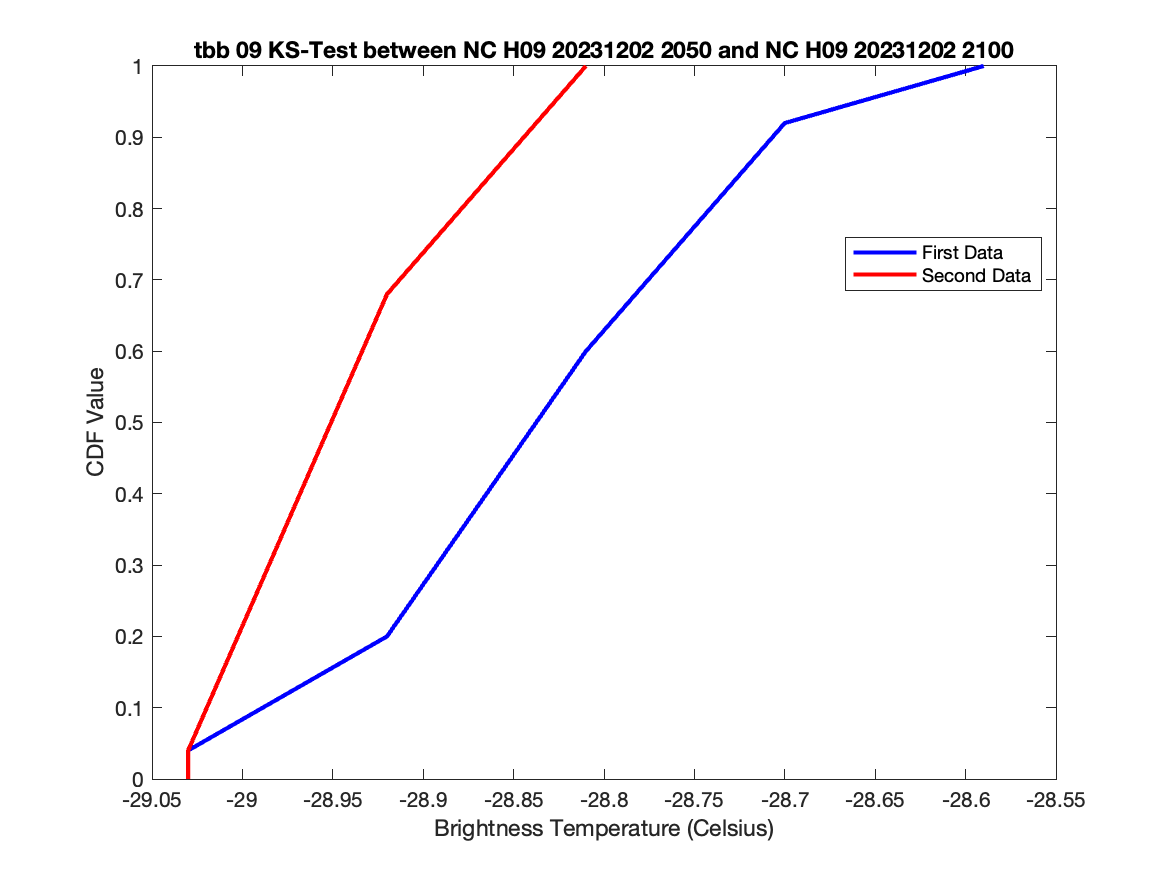 tbb 09 KS-Test between NC H09 20231202 2050 and NC H09 20231202 2100
1
0.9
0.8
0.7
0.6
0.5
0.4
0.3
0.2
0.1
0
CDF Value
First Data
Second Data
-29.05 -29 -28.95 -28.9 -28.85 -28.8 -28.75 -28.7 -28.65 -28.6 -28.55
Brightness Temperature (Celsius)